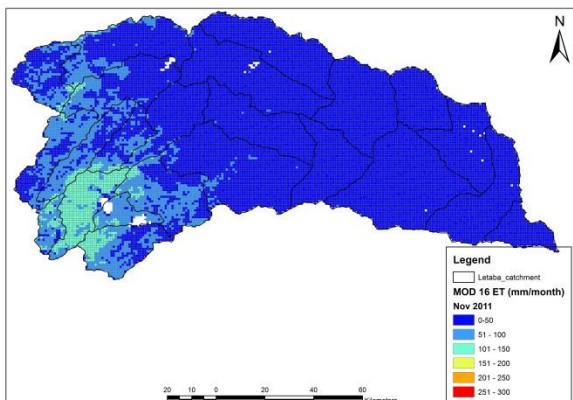 N
Legend
Letaba_catchment
MOD 16 ET (mm/month)
Nov 2011
0-50
51 - 100
101 - 150
151 - 200
201 - 250
251 - 300
20 10 0 20 40 60
Kilometers